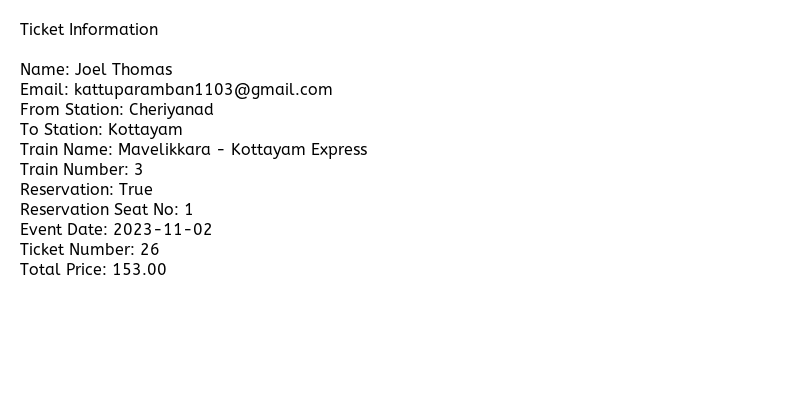 Ticket Information
Name: Joel Thomas
Email: kattuparamban1103@gmail.com
From Station: Cheriyanad
To Station: Kottayam
Train Name: Mavelikkara - Kottayam Express
Train Number: 3
Reservation: True
Reservation Seat No: 1
Event Date: 2023-11-02
Ticket Number: 26
Total Price: 153.00